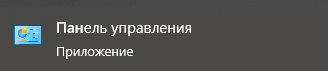 Панель управления
Приложение